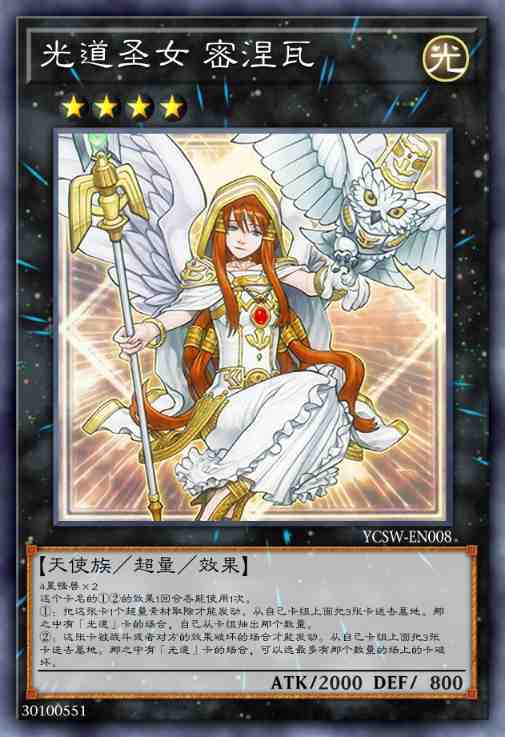 光道圣女 密涅瓦
光
YCSW-EN008
【天使族／超量／效果】
4星怪兽×2
这个卡名的①②的效果1回合各能使用1次。
①：把这张卡1个超量素材取除才能发动。从自己卡组上面把3张卡送去墓地。那
之中有「光道」卡的场合，自己从卡组抽出那个数量。
②：这张卡被战斗或者对方的效果破坏的场合才能发动。从自己卡组上面把3张
卡送去墓地。那之中有「光道」卡的场合，可以选最多有那个数量的场上的卡破
坏。
ATK/2000 DEF/ 800
30100551